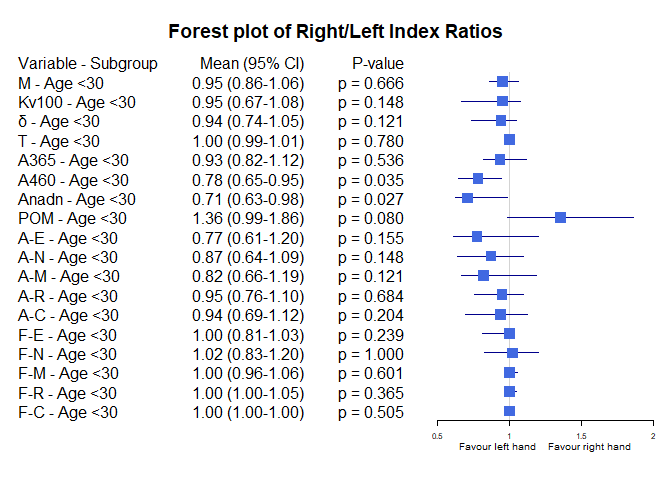 Forest plot of Right/Left Index Ratios
Variable - Subgroup Mean (95% CI) P-value
M - Age <30 0.95 (0.86-1.06) p = 0.666
Kv100 - Age <30 0.95 (0.67-1.08) p = 0.148
δ - Age <30 0.94 (0.74-1.05) p = 0.121
T - Age <30 1.00 (0.99-1.01) p = 0.780
A365 - Age <30 0.93 (0.82-1.12) p = 0.536
A460 - Age <30 0.78 (0.65-0.95) p = 0.035
Anadn - Age <30 0.71 (0.63-0.98) p = 0.027
POM - Age <30 1.36 (0.99-1.86) p = 0.080
A-E - Age <30 0.77 (0.61-1.20) p = 0.155
A-N - Age <30 0.87 (0.64-1.09) p = 0.148
A-M - Age <30 0.82 (0.66-1.19) p = 0.121
A-R - Age <30 0.95 (0.76-1.10) p = 0.684
A-C - Age <30 0.94 (0.69-1.12) p = 0.204
F-E - Age <30 1.00 (0.81-1.03) p = 0.239
F-N - Age <30 1.02 (0.83-1.20) p = 1.000
F-M - Age <30 1.00 (0.96-1.06) p = 0.601
F-R - Age <30 1.00 (1.00-1.05) p = 0.365
F-C - Age <30 1.00 (1.00-1.00) p = 0.505
0.5 1 1.5 2
Favour left hand Favour right hand